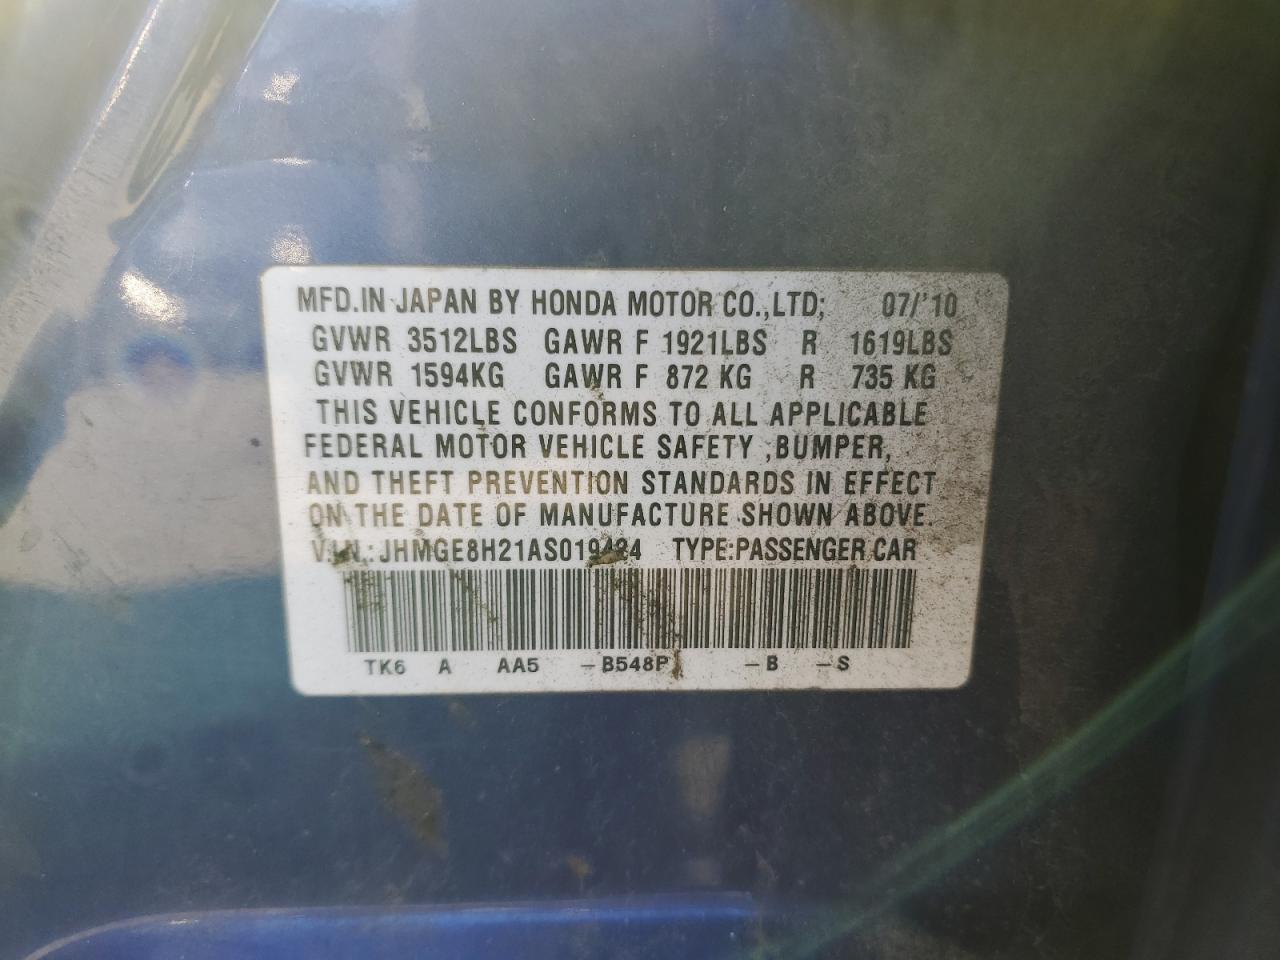 MFD.IN JAPAN BY HONDA MOTOR CO.,LTD; 07/'10
GVWR 3512LBS GAWR F 1921LBS R 1619LBS
GVWR 1594KG GAWR F 872 KG R 735 KG
THIS VEHICLE CONFORMS TO ALL APPLICABLE
FEDERAL MOTOR VEHICLE SAFETY ,BUMPER,
AND THEFT PREVENTION STANDARDS IN EFFECT
ON THE DATE OF MANUFACTURE SHOWN ABOVE.
V.I.N.:JHMGE8H21AS019424 TYPE:PASSENGER CAR
TK6 A AA5 -B548P -B -S